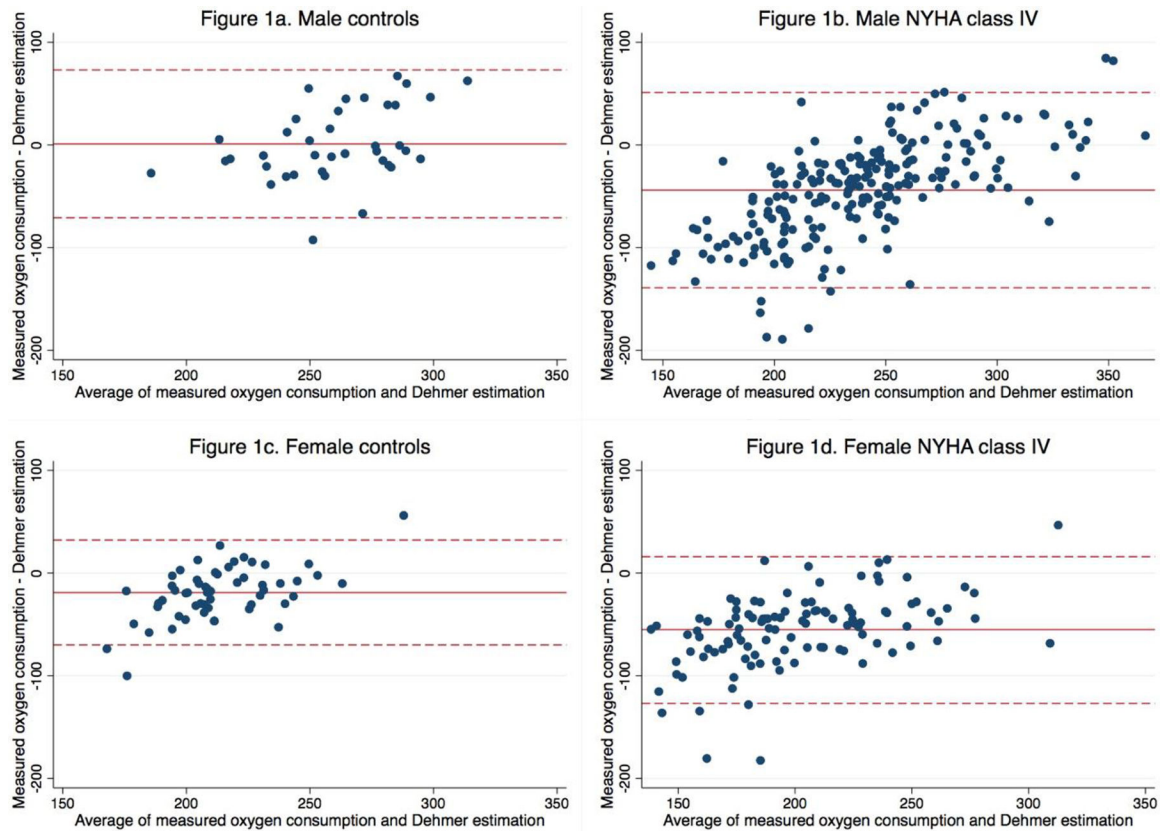 Figure 1a. Male controls
Measured oxygen consumption - Dehmer estimation
100
0
-100
-200
150 200 250 300 350
Average of measured oxygen consumption and Dehmer estimation
Figure 1b. Male NYHA class IV
Measured oxygen consumption - Dehmer estimation
100
0
-100
-200
150 200 250 300 350
Average of measured oxygen consumption and Dehmer estimation
Figure 1c. Female controls
Measured oxygen consumption - Dehmer estimation
100
0
-100
-200
150 200 250 300 350
Average of measured oxygen consumption and Dehmer estimation
Figure 1d. Female NYHA class IV
Measured oxygen consumption - Dehmer estimation
100
0
-100
-200
150 200 250 300 350
Average of measured oxygen consumption and Dehmer estimation